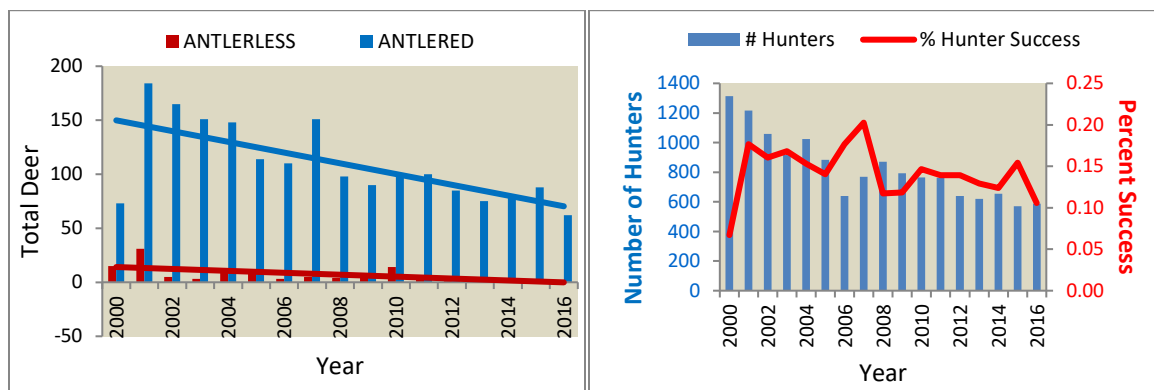 ANTLERLESS ANTLERED
Total Deer
200
150
100
50
0
-50
2000 2002 2004 2006 2008 2010 2012 2014 2016
Year
# Hunters % Hunter Success
Number of Hunters
1400
1200
1000
800
600
400
200
0
0.25
0.20
0.15
0.10
0.05
0.00
Percent Success
2000 2002 2004 2006 2008 2010 2012 2014 2016
Year